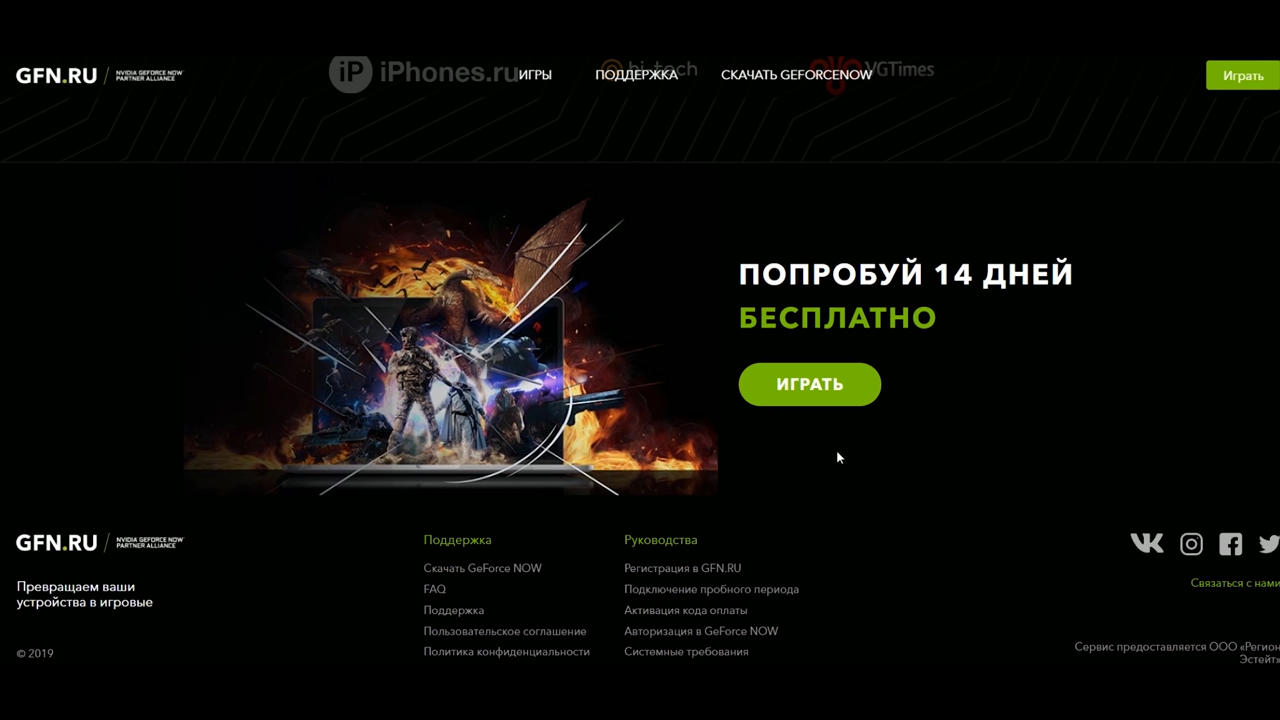 GFN.RU
NVIDIA GEFORCE NOW
PARTNER ALLIANCE
iP iPhones.ru
ИГРЫ
hi-tech
ПОДДЕРЖКА
VGTimes
СКАЧАТЬ GEFORCENOW
Играть
ПОПРОБУЙ 14 ДНЕЙ
БЕСПЛАТНО
ИГРАТЬ
GFN.RU
NVIDIA GEFORCE NOW
PARTNER ALLIANCE
Превращаем ваши
устройства в игровые
© 2019
Поддержка
Скачать GeForce NOW
FAQ
Поддержка
Пользовательское соглашение
Политика конфиденциальности
Руководства
Регистрация в GFN.RU
Подключение пробного периода
Активация кода оплаты
Авторизация в GeForce NOW
Системные требования
Связаться с нами
Сервис предоставляется ООО «Регион
Эстейт»